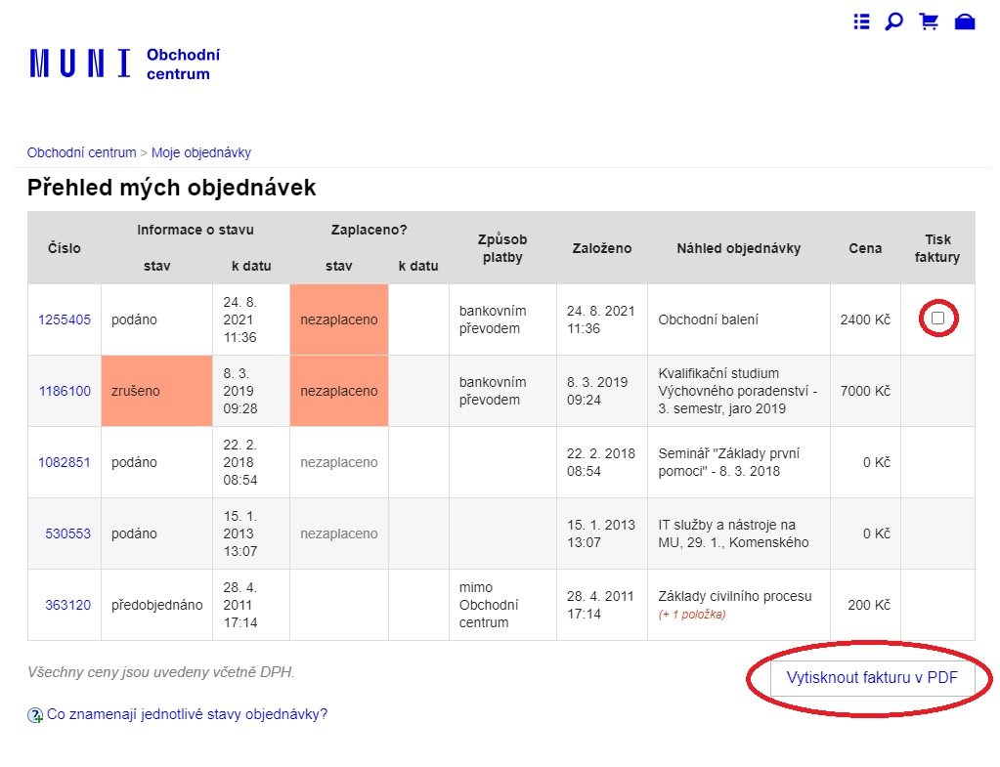 MUNI Obchodní
centrum
Obchodní centrum > Moje objednávky
Přehled mých objednávek
Číslo
Informace o stavu
stav
k datu
Zaplaceno?
stav
k datu
Způsob
platby
Založeno
Náhled objednávky
Cena
Tisk
faktury
1255405
podáno
24. 8.
2021
11:36
nezaplaceno
bankovním
převodem
24. 8. 2021
11:36
Obchodní balení
2400 Kč
1186100
zrušeno
8. 3.
2019
09:28
nezaplaceno
bankovním
převodem
8. 3. 2019
09:24
Kvalifikační studium
Výchovného poradenství -
3. semestr, jaro 2019
7000 Kč
1082851
podáno
22. 2.
2018
08:54
nezaplaceno
22. 2. 2018
08:54
Seminář "Základy první
pomoci" - 8. 3. 2018
0 Kč
530553
podáno
15. 1.
2013
13:07
nezaplaceno
15. 1. 2013
13:07
IT služby a nástroje na
MU, 29. 1., Komenského
0 Kč
363120
předobjednáno
28. 4.
2011
17:14
mimo
Obchodní
centrum
28. 4. 2011
17:14
Základy civilního procesu
(+ 1 položka)
200 Kč
Všechny ceny jsou uvedeny včetně DPH.
Vytisknout fakturu v PDF
Co znamenají jednotlivé stavy objednávky?